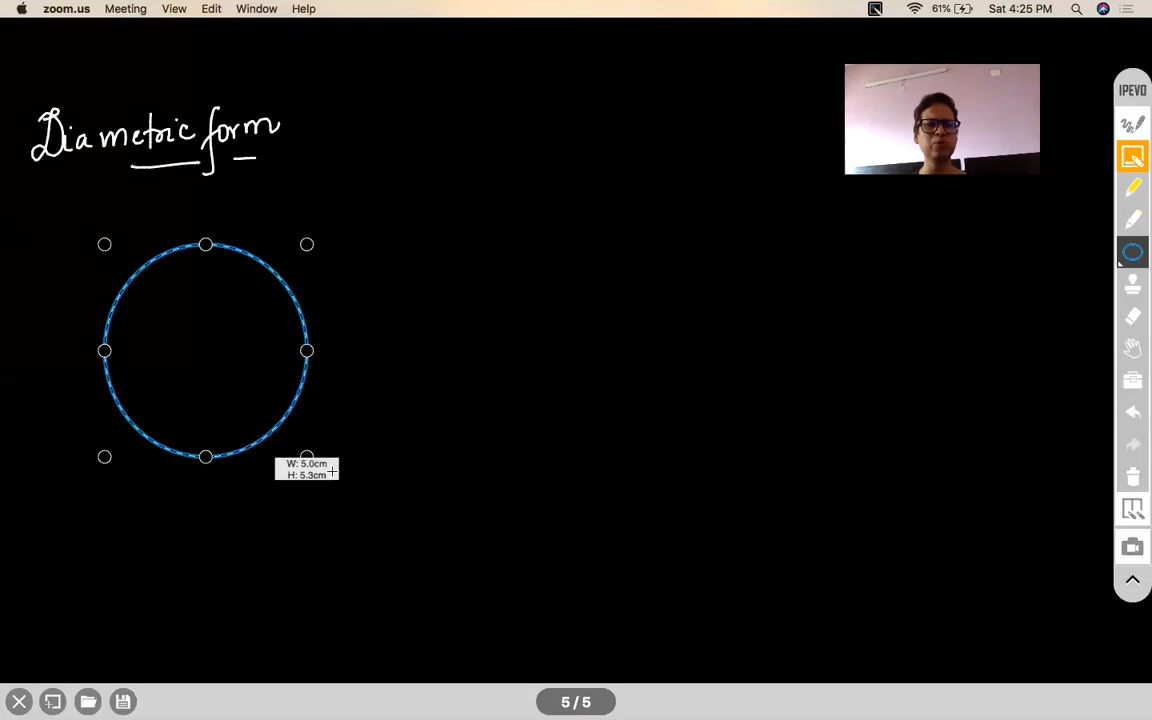 zoom.us Meeting View Edit Window Help 61% Sat 4:25 PM
IPEVO
Diametric form
W: 5.0cm
H: 5.3cm
5 / 5